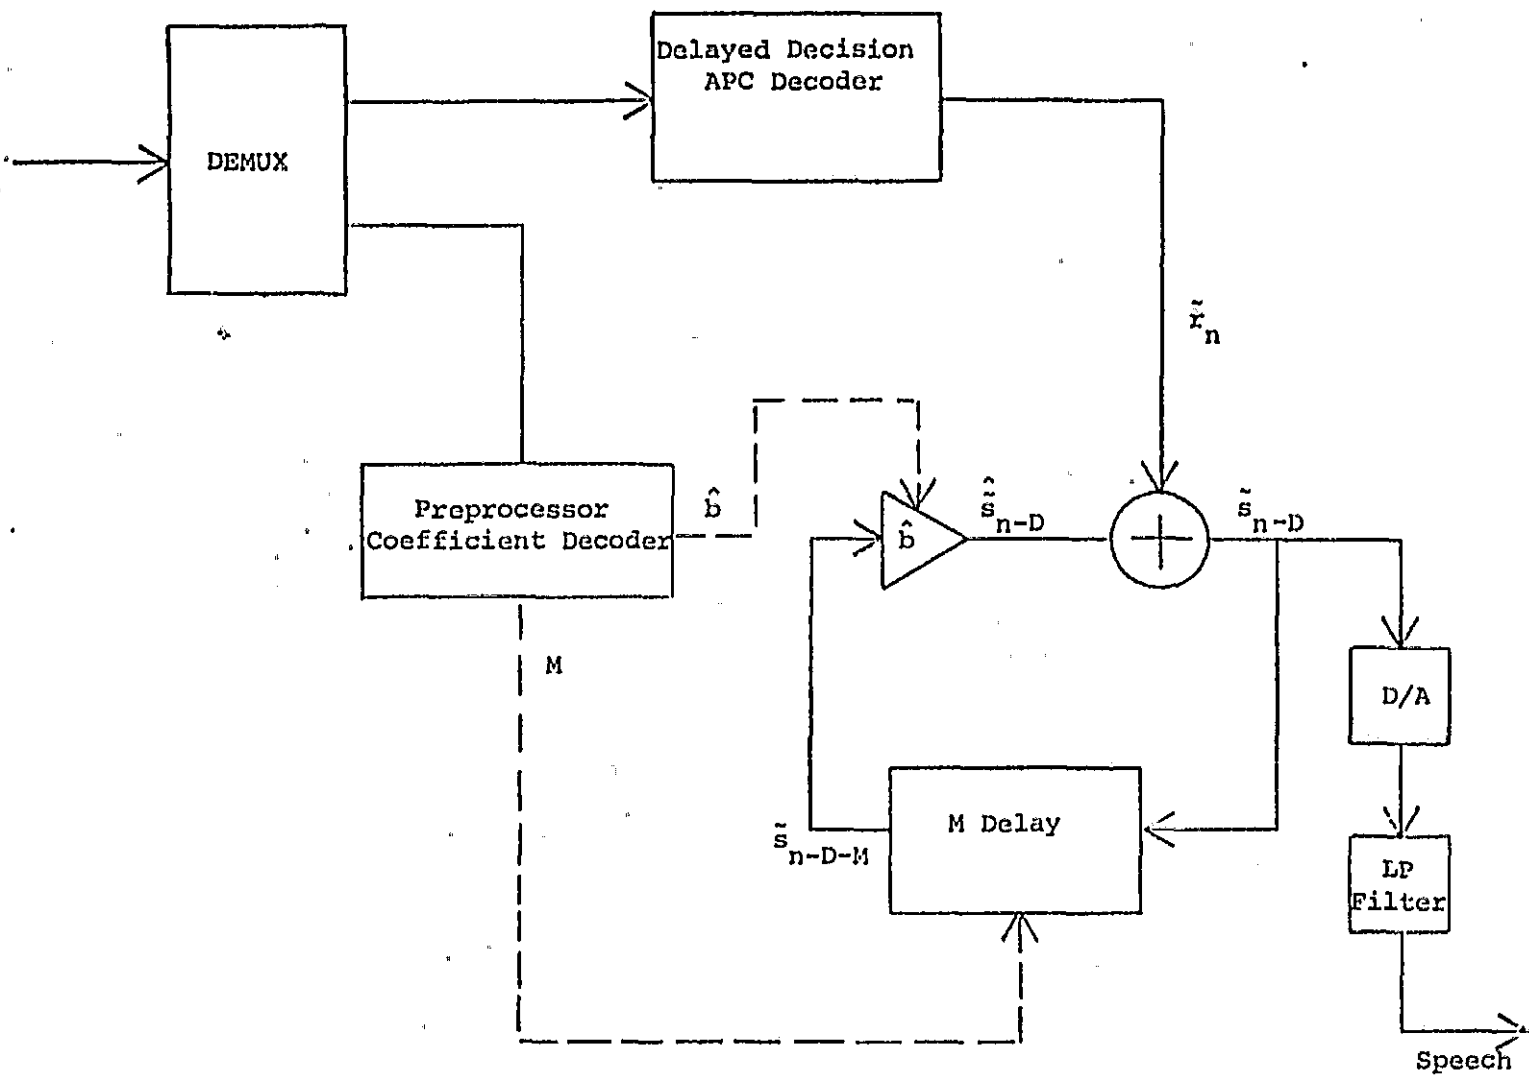 Delayed Decision
APC Decoder
DEMUX
r̃n
Preprocessor
Coefficient Decoder
b̂
b̂
s̃̂n-D
s̃n-D
M
D/A
M Delay
s̃n-D-M
LP
Filter
Speech